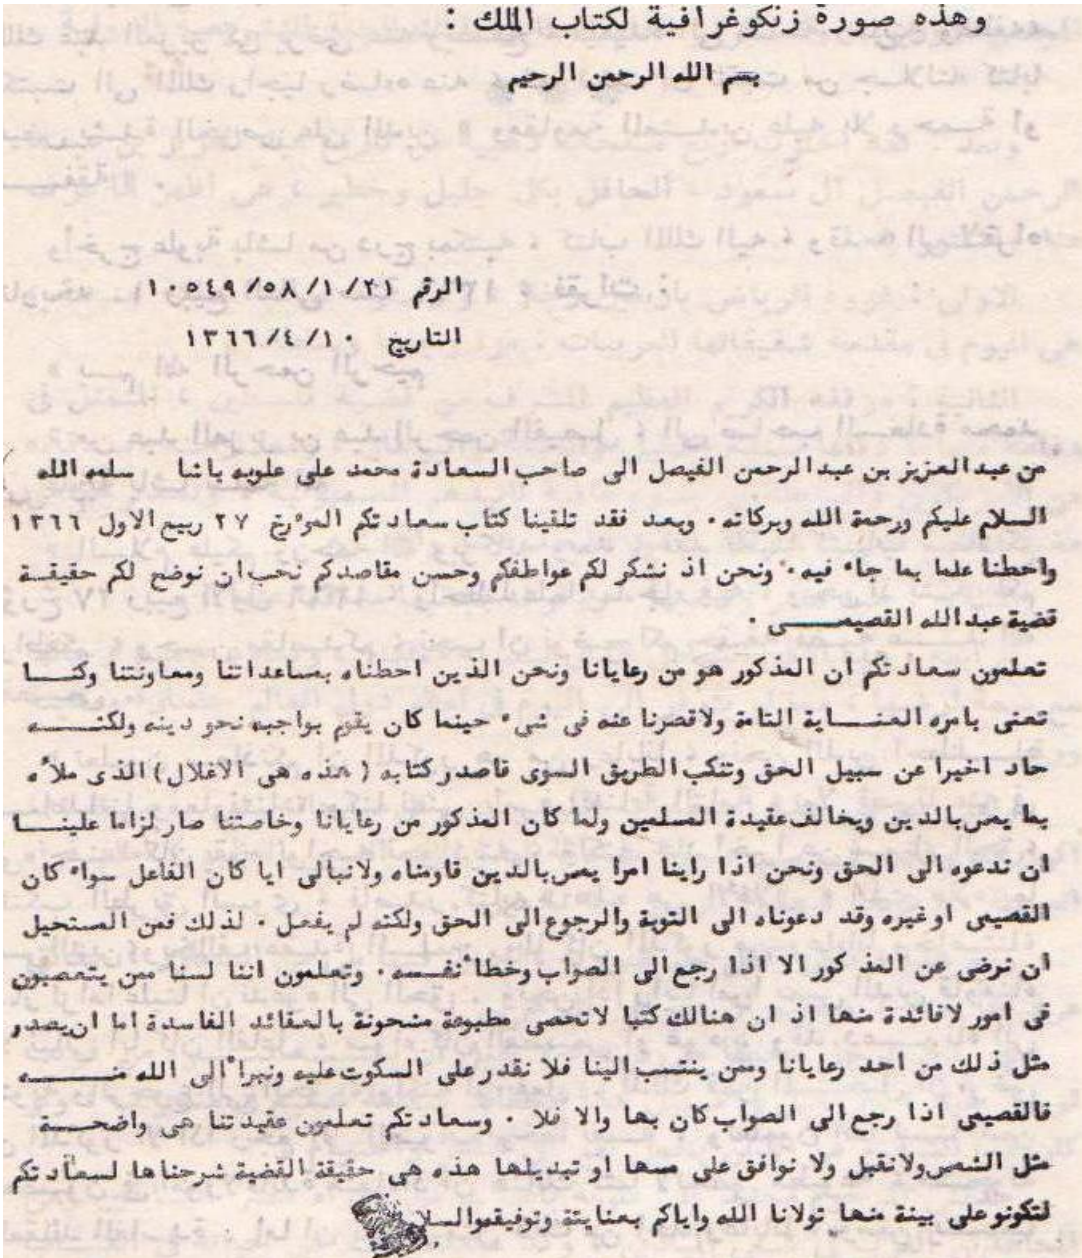 وهذه صورة زنكوغرافية لكتاب الملك :
بسم الله الرحمن الرحيم
الرقم ١٠٥٤٩/٥٨/١/٢١
التاريخ ١٣٦٦/٤/١٠
من عبدالعزيز بن عبدالرحمن الفيصل الى صاحب السعادة محمد على علوبه باشا سلمه الله
السلام عليكم ورحمة الله وبركاته ٠ وبعد فقد تلقينا كتاب سعادتكم المؤرخ ٢٧ ربيع الاول ١٣٦٦
واحطنا علما بما جاء فيه ٠ ونحن اذ نشكر لكم عواطفكم وحسن مقاصدكم نحب ان نوضح لكم حقيقة
قضية عبدالله القصيمى ٠
تعلمون سعادتكم ان المذكور هو من رعايانا ونحن الذين احطناه بمساعداتنا ومعاونتنا وكنا
نعنى بامره العناية التامة ولاقصرنا عنه فى شىء حينما كان يقوم بواجبه نحو دينه ولكنه
حاد اخيرا عن سبيل الحق وتنكب الطريق السوى فاصدر كتابه ( هذه هى الاغلال ) الذى ملأه
بما يمس بالدين ويخالف عقيدة المسلمين ولما كان المذكور من رعايانا وخاصتنا صار لزاما علينا
ان ندعوه الى الحق ونحن اذا راينا امرا يمس بالدين قاومناه ولانبالى ايا كان الفاعل سواء كان
القصيمى او غيره وقد دعوناه الى التوبة والرجوع الى الحق ولكنه لم يفعل ٠ لذلك فمن المستحيل
ان نرضى عن المذكور الا اذا رجع الى الصواب وخطأ نفسه ٠ وتعلمون اننا لسنا ممن يتعصبون
فى امور لافائدة منها اذ ان هنالك كتبا لاتحصى مطبوعة مشحونة بالعقائد الفاسدة اما ان يصدر
مثل ذلك من احد رعايانا وممن ينتسب الينا فلا نقدر على السكوت عليه ونبرأ الى الله منه
فالقصيمى اذا رجع الى الصواب كان بها والا فلا ٠ وسعادتكم تعلمون عقيدتنا هى واضحة
مثل الشمس ولانقبل ولا نوافق على مسها او تبديلها هذه هى حقيقة القضية شرحناها لسعادتكم
لتكونو على بينة منها تولانا الله واياكم بعنايتة وتوفيقه والسلام